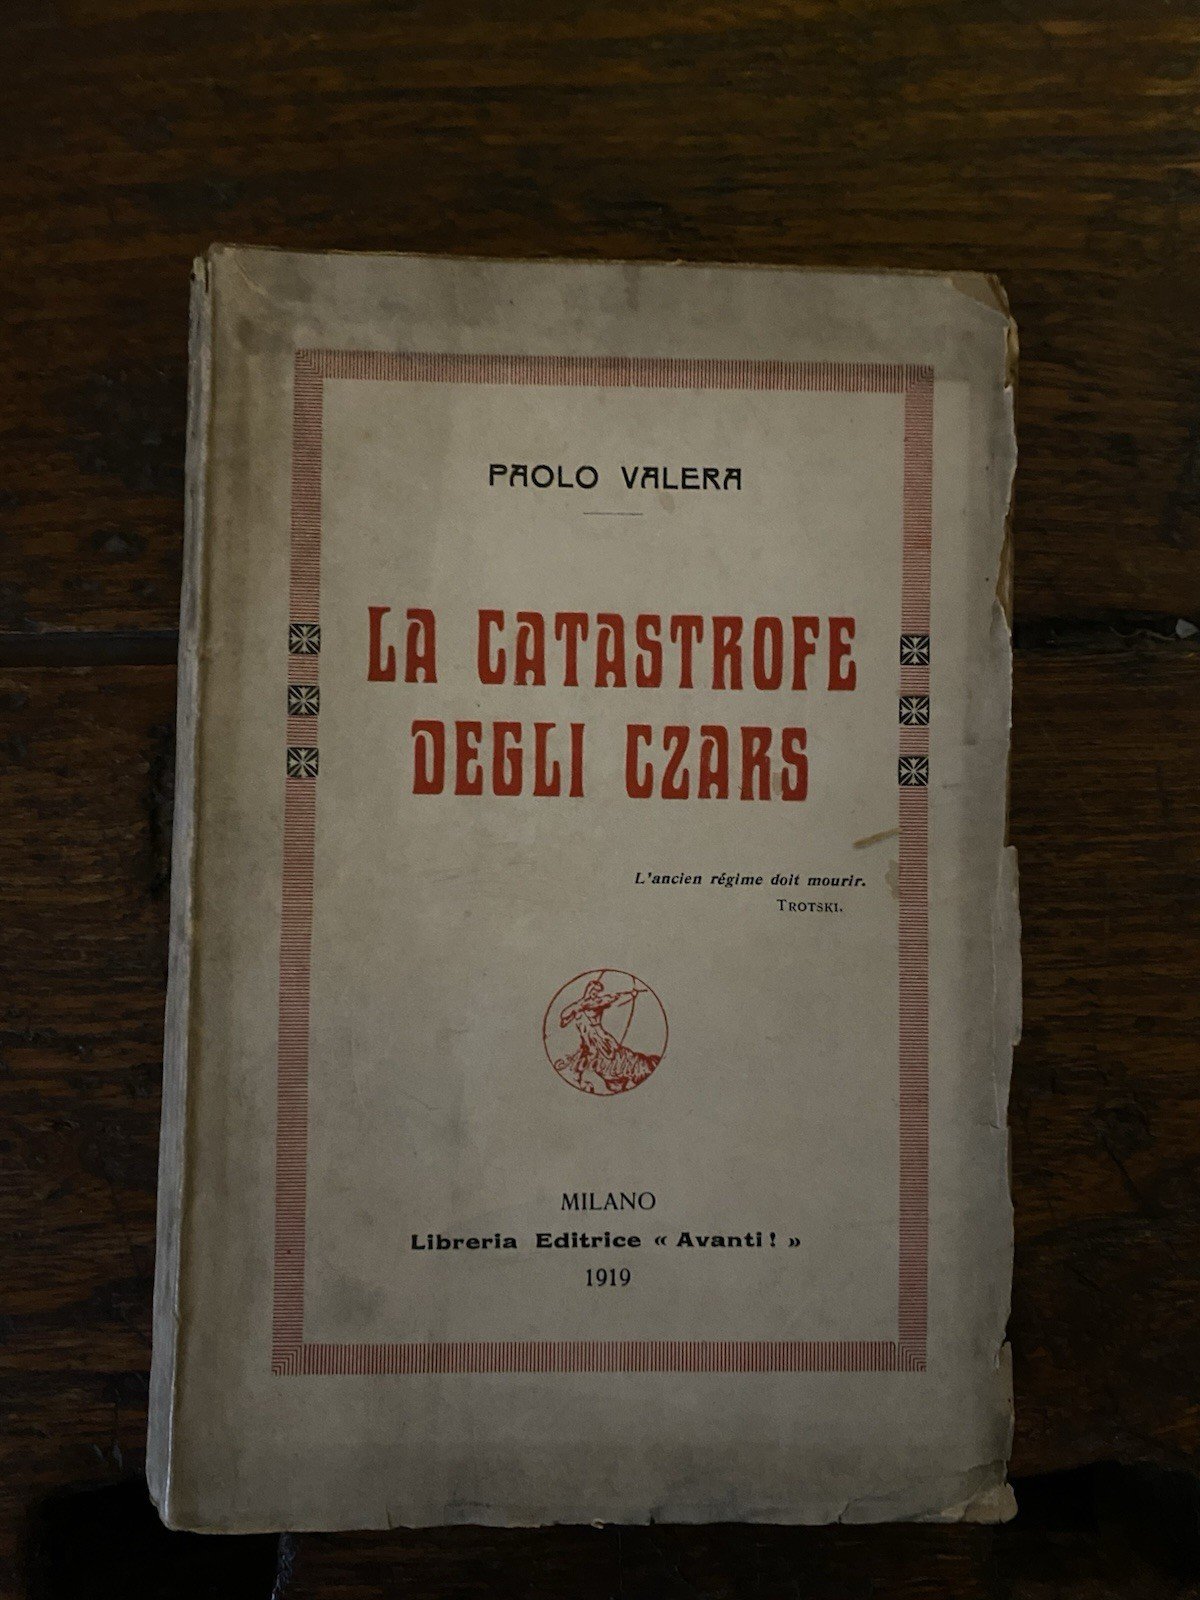 PAOLO VALERA
LA CATASTROFE
DEGLI CZARS
L'ancien régime doit mourir.
TROTSKI.
MILANO
Libreria Editrice « Avanti! »
1919